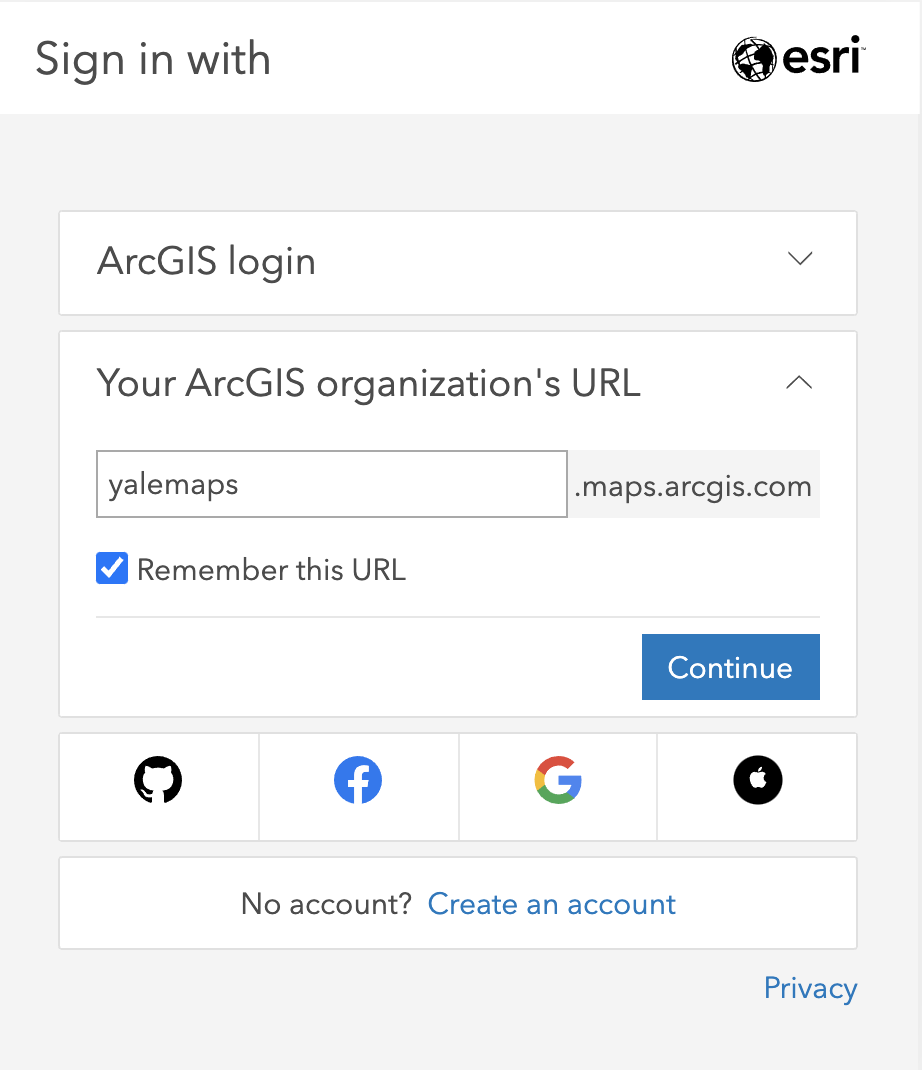 Sign in with
esri™
ArcGIS login
Your ArcGIS organization's URL
yalemaps .maps.arcgis.com
Remember this URL
Continue
No account? Create an account
Privacy